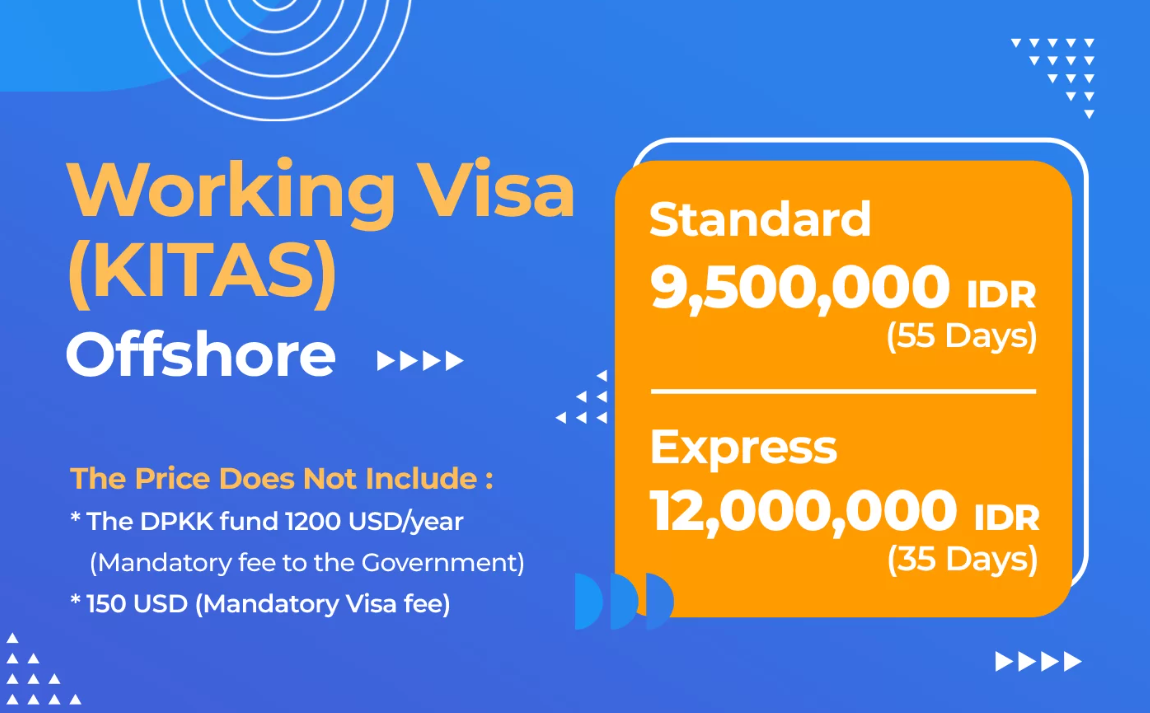 Working Visa
(KITAS)
Offshore
The Price Does Not Include :
* The DPKK fund 1200 USD/year
(Mandatory fee to the Government)
* 150 USD (Mandatory Visa fee)
Standard
9,500,000 IDR
(55 Days)
Express
12,000,000 IDR
(35 Days)